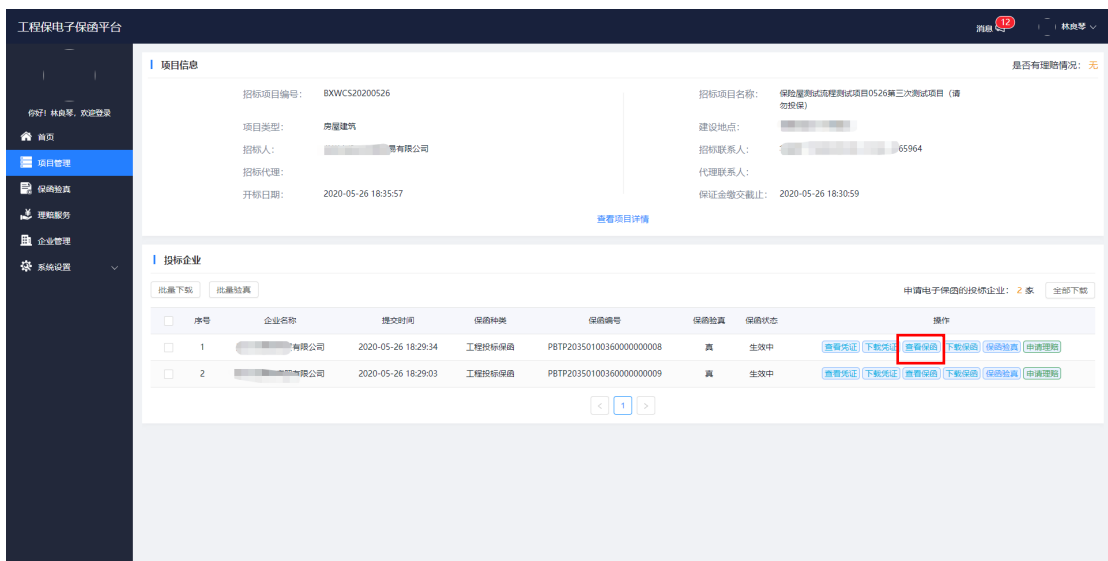 工程保电子保函平台
消息 12
林良琴
你好！林良琴，欢迎登录
首页
项目管理
保函验真
理赔服务
企业管理
系统设置
项目信息
是否有理赔情况：无
招标项目编号： BXWCS20200526
招标项目名称： 保险屋测试流程测试项目0526第三次测试项目（请
勿投保）
项目类型： 房屋建筑
建设地点：
招标人： 易有限公司
招标联系人： 65964
招标代理：
代理联系人：
开标日期： 2020-05-26 18:35:57
保证金缴交截止： 2020-05-26 18:30:59
查看项目详情
投标企业
批量下载 批量验真
申请电子保函的投标企业：2 家 全部下载
序号 企业名称 提交时间 保函种类 保函编号 保函验真 保函状态 操作
1 有限公司 2020-05-26 18:29:34 工程投标保函 PBTP20350100360000000008 真 生效中 查看凭证 下载凭证 查看保函 下载保函 保函验真 申请理赔
2 有限公司 2020-05-26 18:29:03 工程投标保函 PBTP20350100360000000009 真 生效中 查看凭证 下载凭证 查看保函 下载保函 保函验真 申请理赔
< 1 >